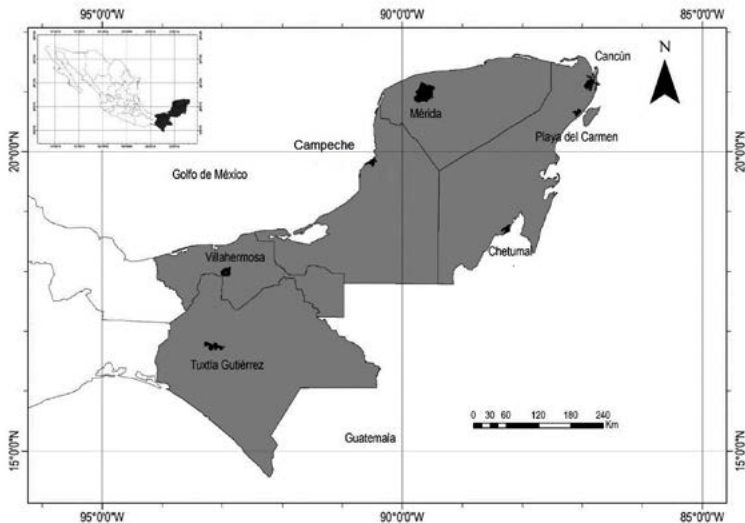 95°0'0"W 90°0'0"W 85°0'0"W
N
Cancún
Mérida
Playa del Carmen
Campeche
20°0'0"N 20°0'0"N
Golfo de México
Villahermosa
Chetumal
Tuxtla Gutiérrez
0 30 60 120 180 240
Km
Guatemala
15°0'0"N 15°0'0"N
95°0'0"W 90°0'0"W 85°0'0"W